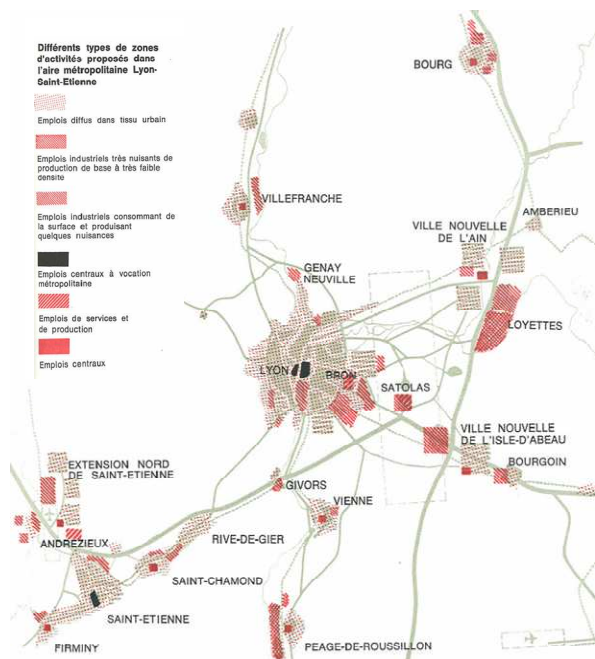 Différents types de zones
d'activités proposés dans
l'aire métropolitaine Lyon-
Saint-Etienne
Emplois diffus dans tissu urbain
Emplois industriels très nuisants de
production de base à très faible
densite
Emplois industriels consommant de
la surface et produisant
quelques nuisances
Emplois centraux à vocation
métropolitaine
Emplois de services et
de production
Emplois centraux
BOURG
VILLEFRANCHE
AMBERIEU
VILLE NOUVELLE
DE L'AIN
GENAY
NEUVILLE
LOYETTES
LYON
BRON
SATOLAS
VILLE NOUVELLE
DE L'ISLE-D'ABEAU
BOURGOIN
EXTENSION NORD
DE SAINT-ETIENNE
GIVORS
VIENNE
ANDREZIEUX
RIVE-DE-GIER
SAINT-CHAMOND
SAINT-ETIENNE
FIRMINY
PEAGE-DE-ROUSSILLON